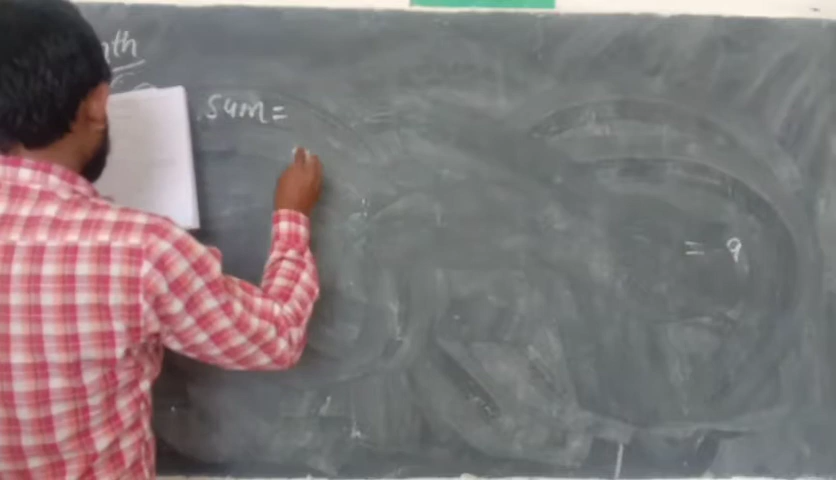 nth
Sum=
= 9